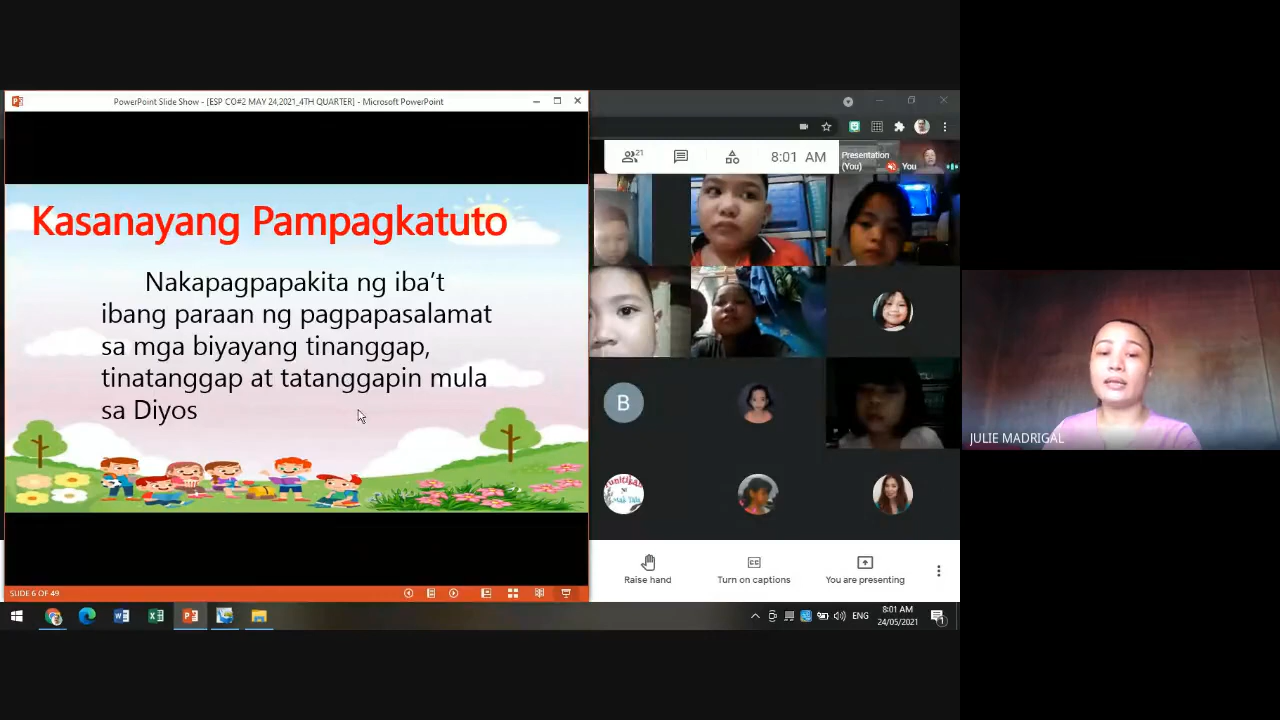 PowerPoint Slide Show - [ESP CO#2 MAY 24,2021_4TH QUARTER] - Microsoft PowerPoint
Kasanayang Pampagkatuto
Nakapagpapakita ng iba't
ibang paraan ng pagpapasalamat
sa mga biyayang tinanggap,
tinatanggap at tatanggapin mula
sa Diyos
SLIDE 6 OF 49
21
8:01 AM
Presentation
(You)
You
B
Raise hand
Turn on captions
You are presenting
ENG
8:01 AM
24/05/2021
1
JULIE MADRIGAL